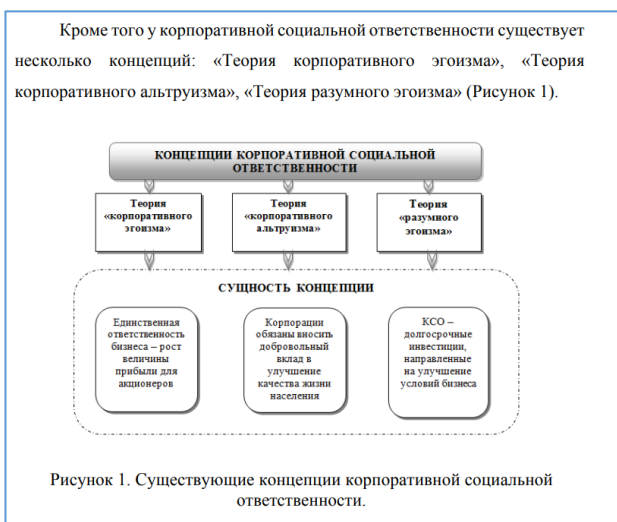 Кроме того у корпоративной социальной ответственности существует
несколько концепций: «Теория корпоративного эгоизма», «Теория
корпоративного альтруизма», «Теория разумного эгоизма» (Рисунок 1).
КОНЦЕПЦИИ КОРПОРАТИВНОЙ СОЦИАЛЬНОЙ
ОТВЕТСТВЕННОСТИ
Теория
«корпоративного
эгоизма»
Теория
«корпоративного
альтруизма»
Теория
«разумного
эгоизма»
СУЩНОСТЬ КОНЦЕПЦИИ
Единственная
ответственность
бизнеса – рост
величины
прибыли для
акционеров
Корпорации
обязаны вносить
добровольный
вклад в
улучшение
качества жизни
населения
КСО –
долгосрочные
инвестиции,
направленные
на улучшение
условий бизнеса
Рисунок 1. Существующие концепции корпоративной социальной
ответственности.